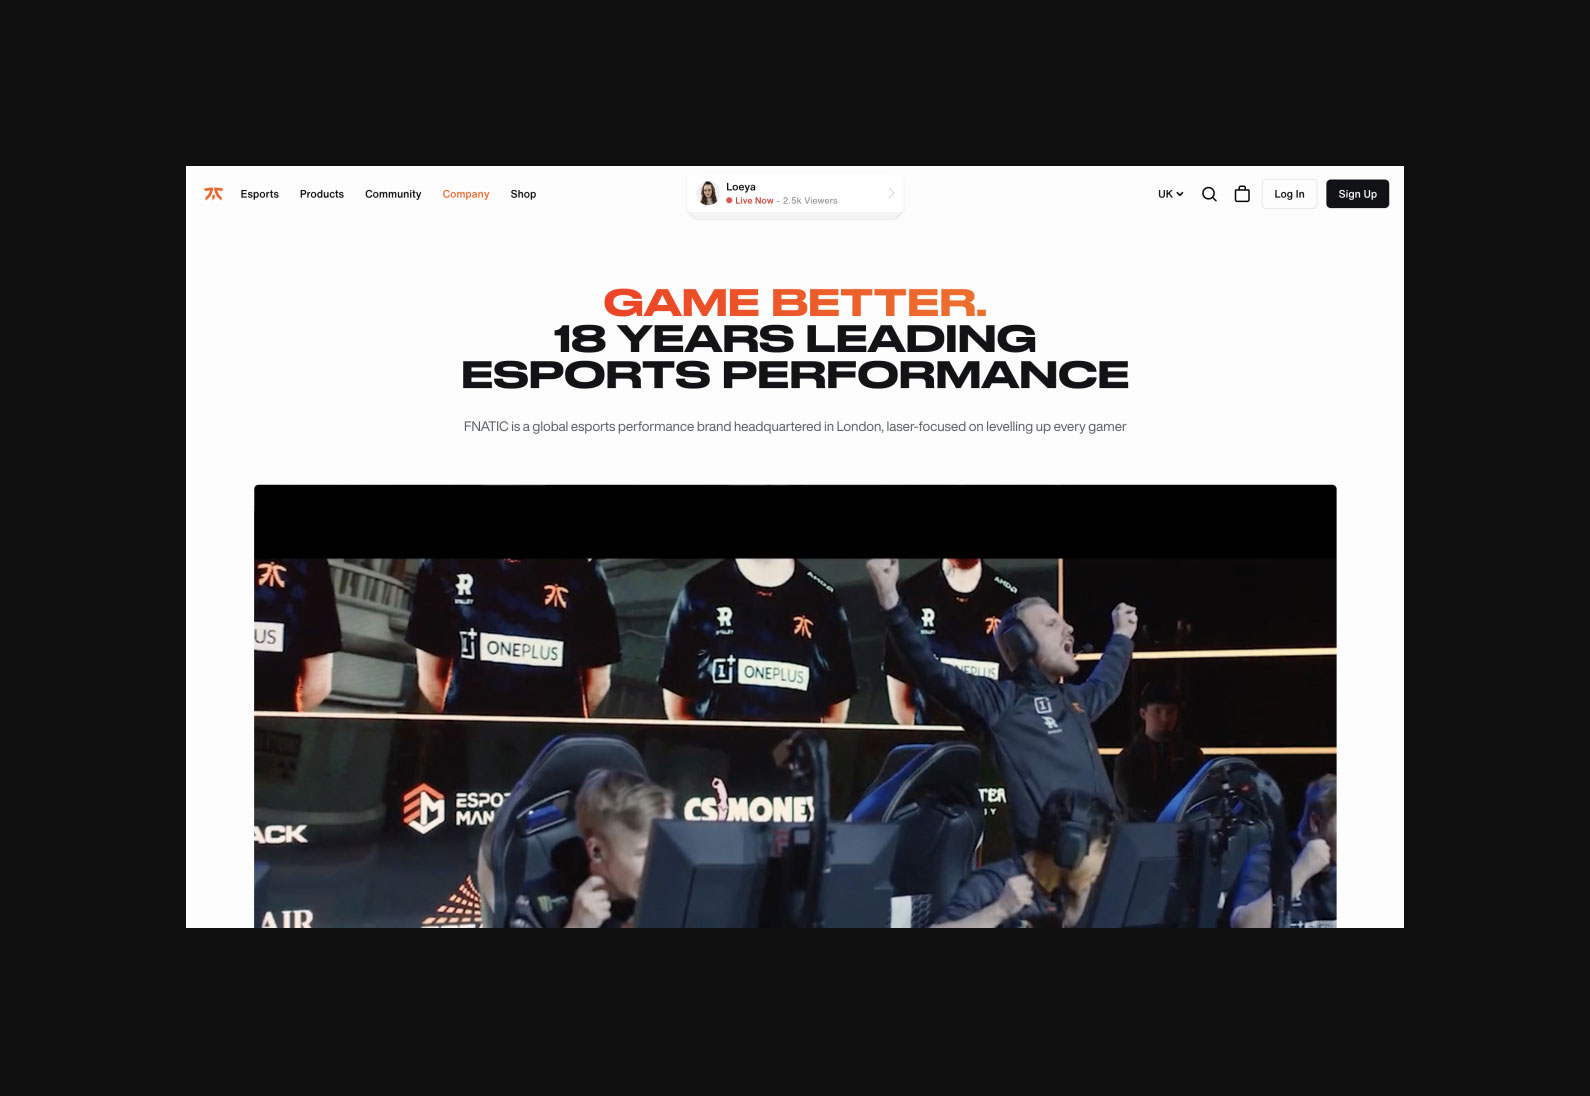 Esports Products Community Company Shop
Loeya
Live Now - 2.5k Viewers
UK
Log In
Sign Up
GAME BETTER.
18 YEARS LEADING
ESPORTS PERFORMANCE
FNATIC is a global esports performance brand headquartered in London, laser-focused on levelling up every gamer
AMD
US
ONEPLUS
ONEPLUS
ESPO
MAN
CS MONEY
ACK
AIR